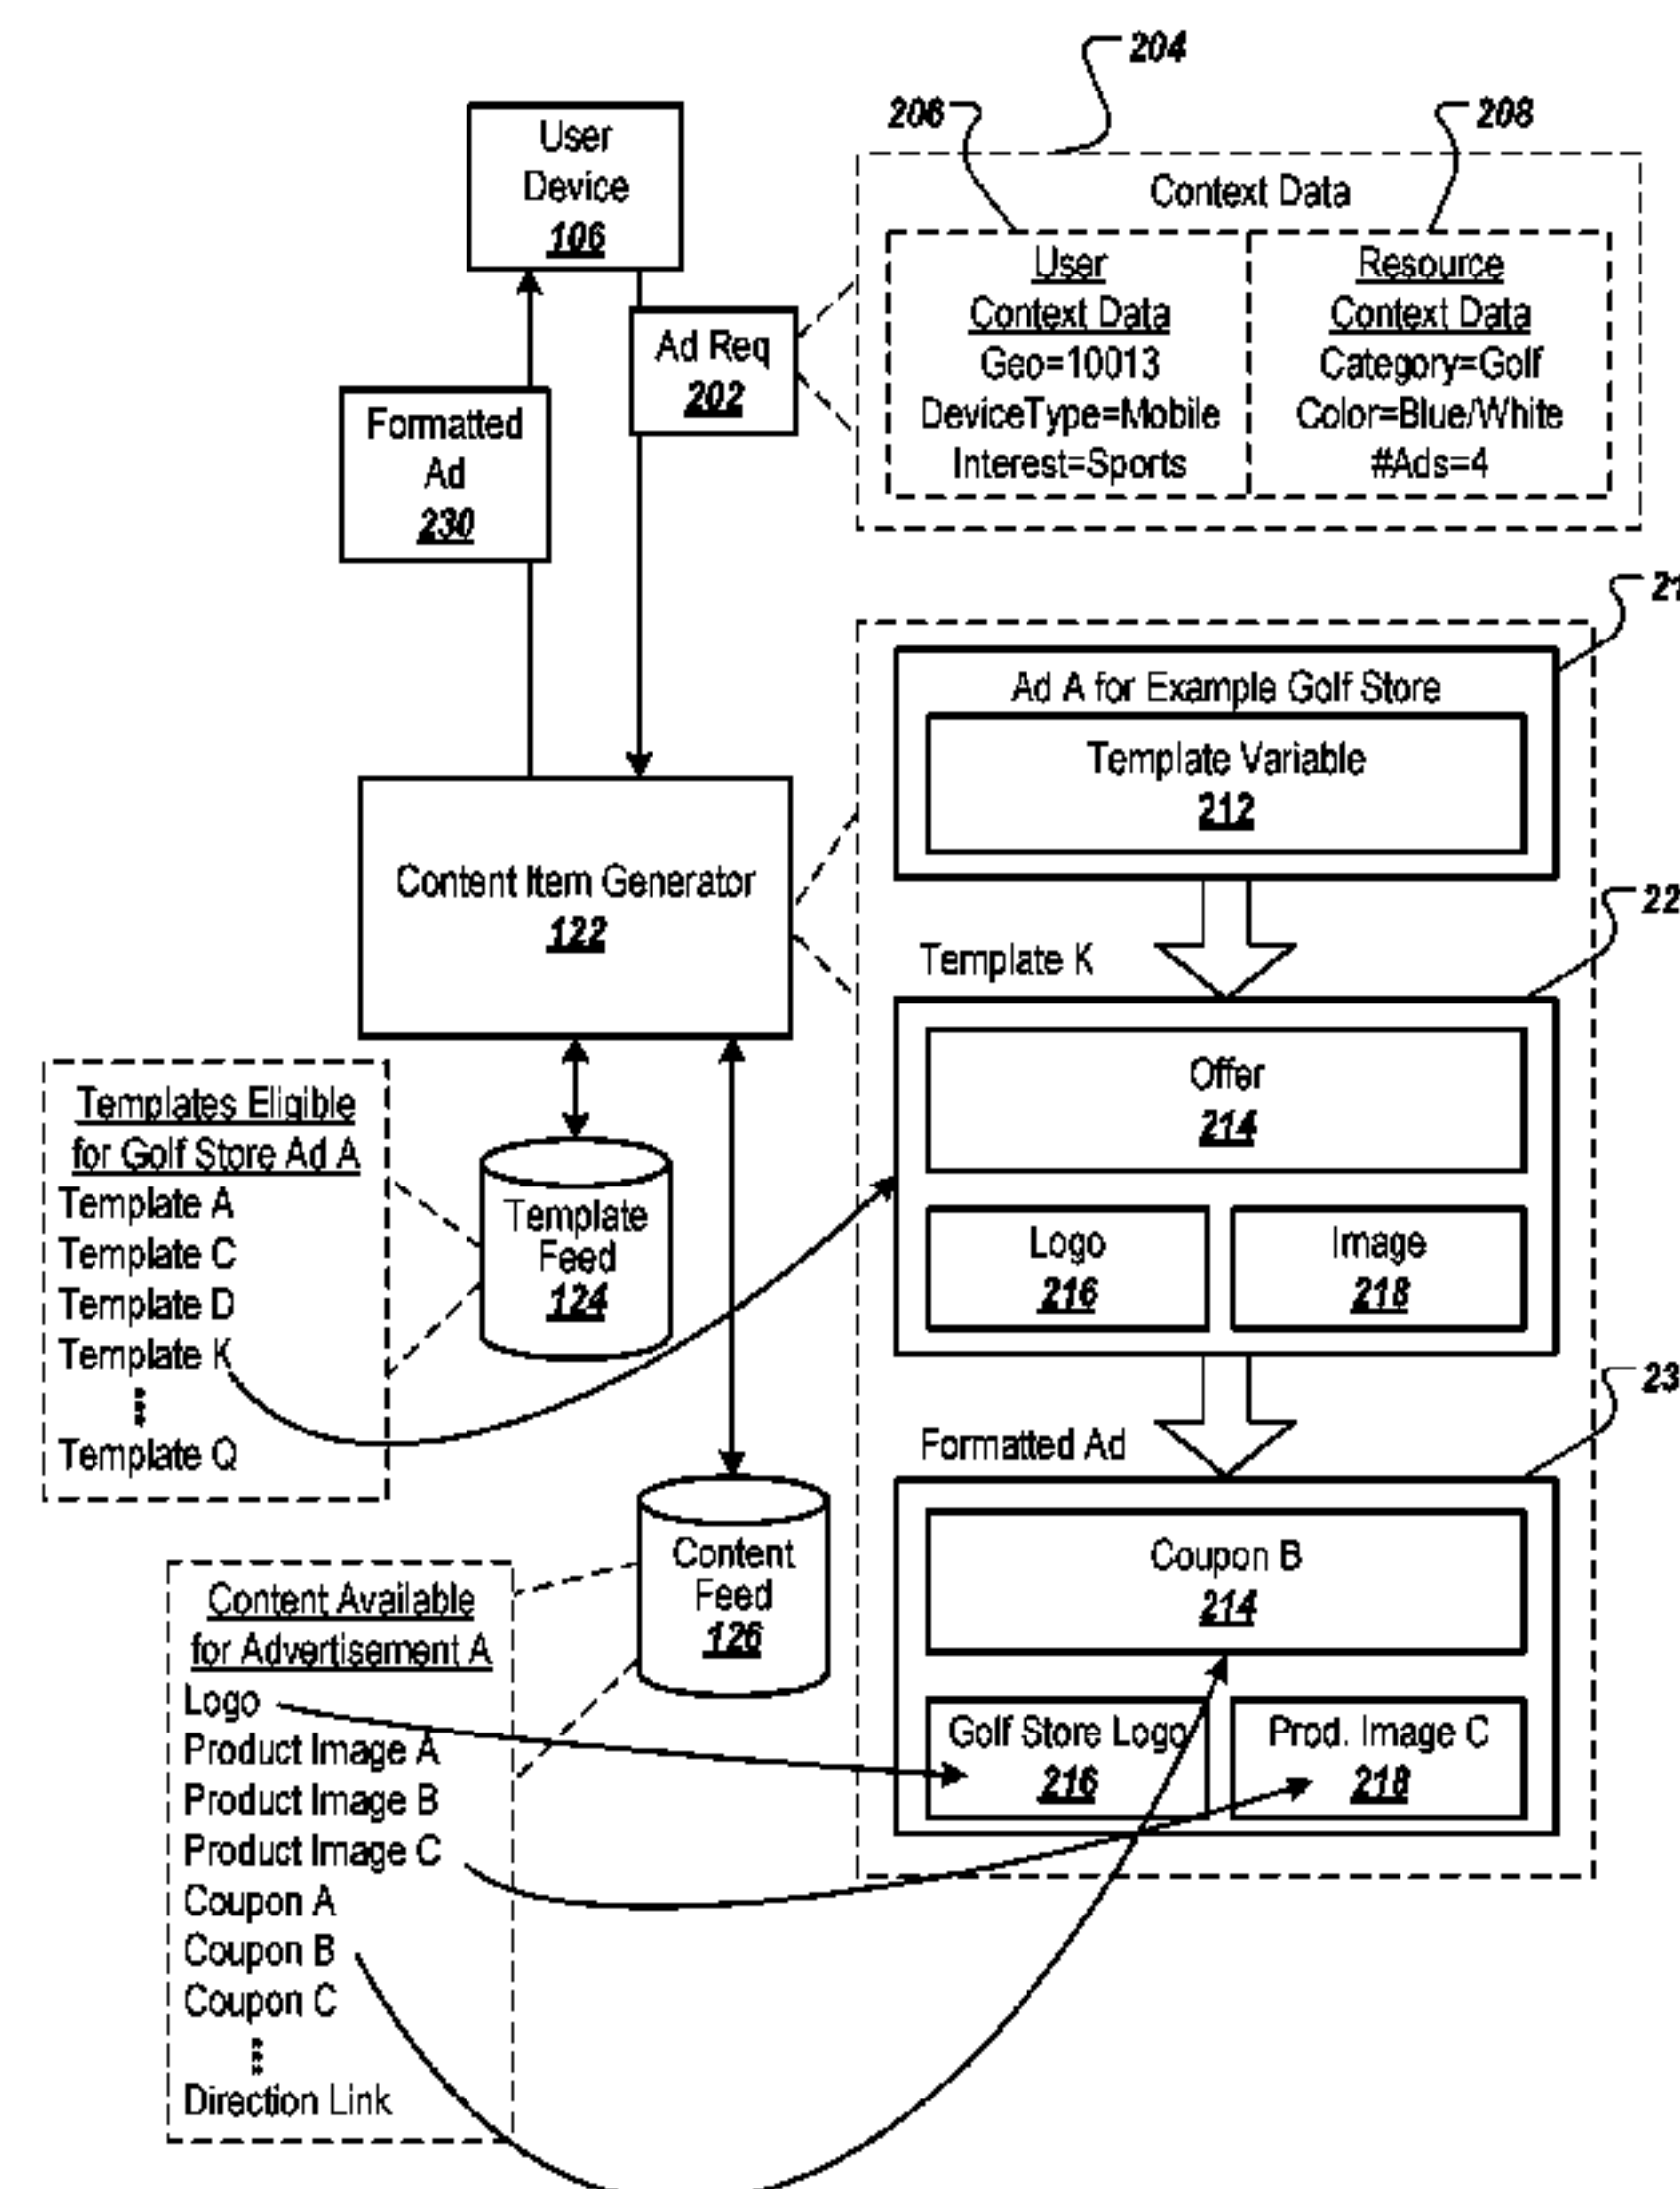 204
206
208
User
Device
106
Context Data
User
Context Data
Geo=10013
DeviceType=Mobile
Interest=Sports
Resource
Context Data
Category=Golf
Color=Blue/White
#Ads=4
Ad Req
202
Formatted
Ad
230
21
Ad A for Example Golf Store
Template Variable
212
Content Item Generator
122
22
Template K
Offer
214
Logo
216
Image
218
Templates Eligible
for Golf Store Ad A
Template A
Template C
Template D
Template K
Template Q
Template
Feed
124
23
Formatted Ad
Coupon B
214
Golf Store Logo
216
Prod. Image C
218
Content
Feed
126
Content Available
for Advertisement A
Logo
Product Image A
Product Image B
Product Image C
Coupon A
Coupon B
Coupon C
Direction Link